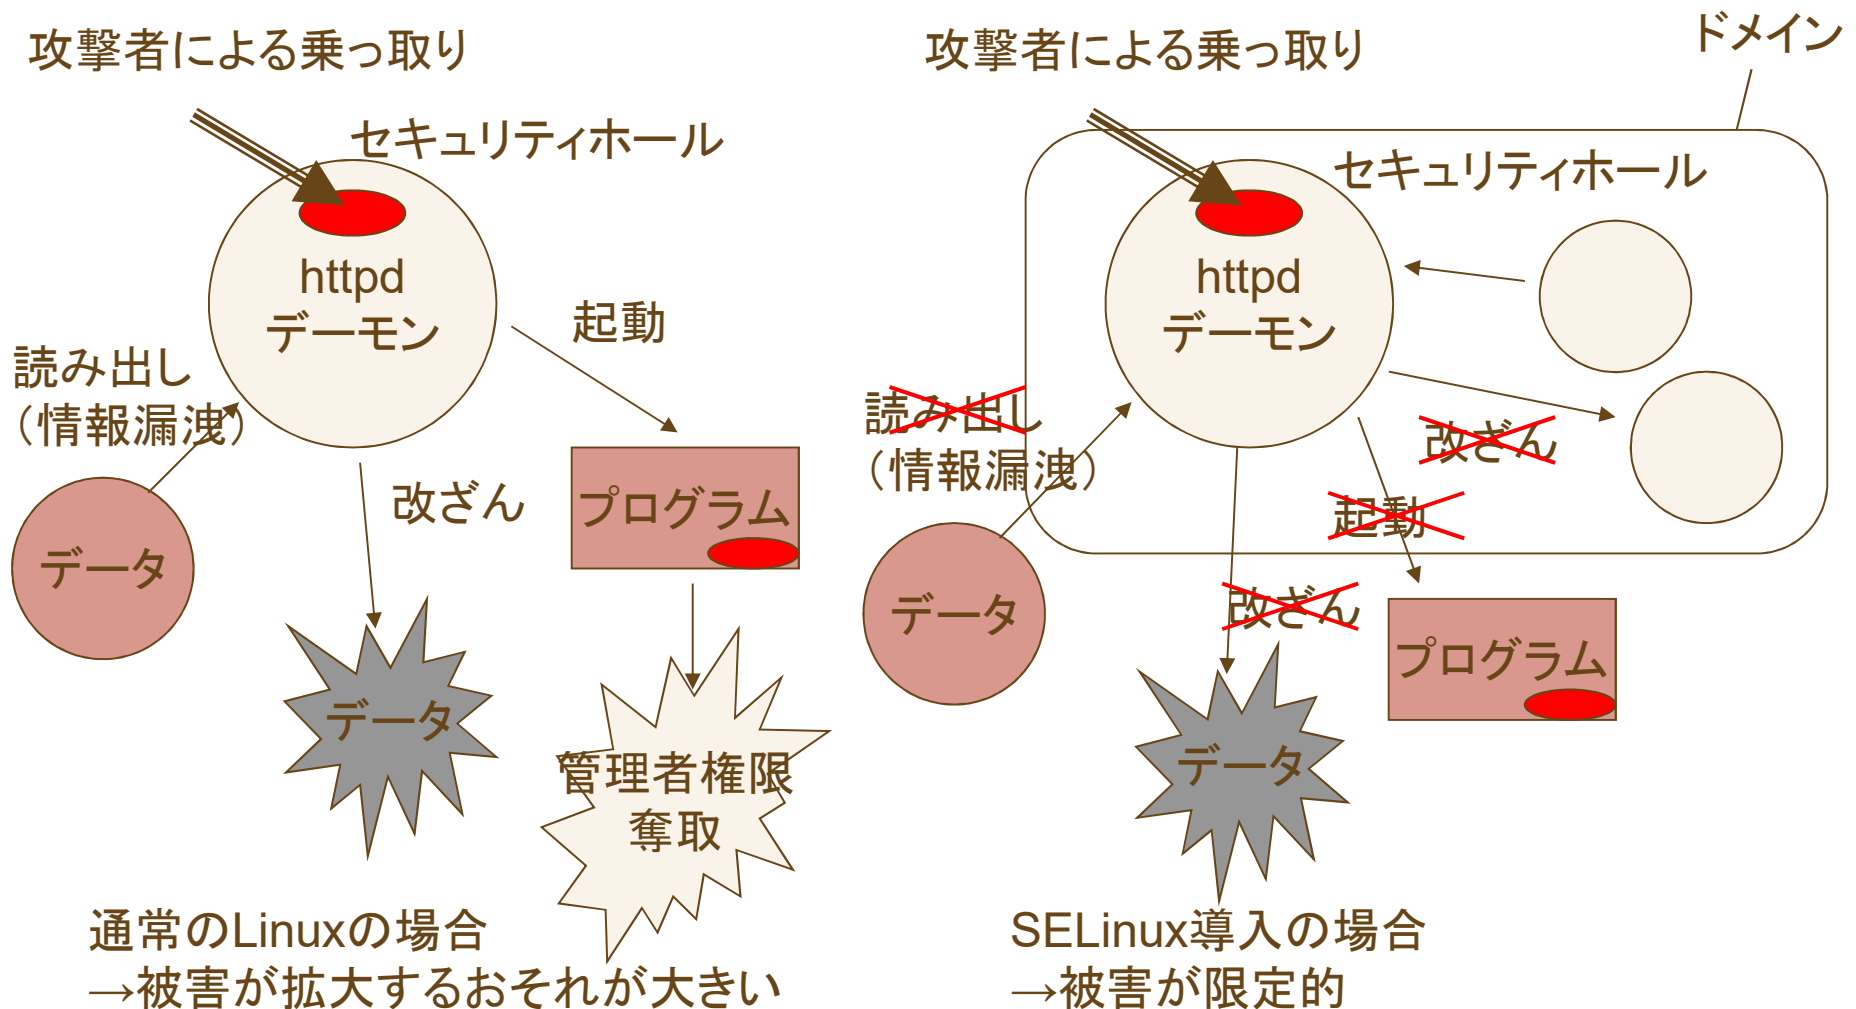 攻撃者による乗っ取り
セキュリティホール
httpd
デーモン
起動
読み出し
（情報漏洩）
改ざん
プログラム
データ
データ
管理者権限
奪取
通常のLinuxの場合
→被害が拡大するおそれが大きい
攻撃者による乗っ取り
ドメイン
セキュリティホール
httpd
デーモン
読み出し
（情報漏洩）
改ざん
起動
改ざん
データ
プログラム
データ
SELinux導入の場合
→被害が限定的